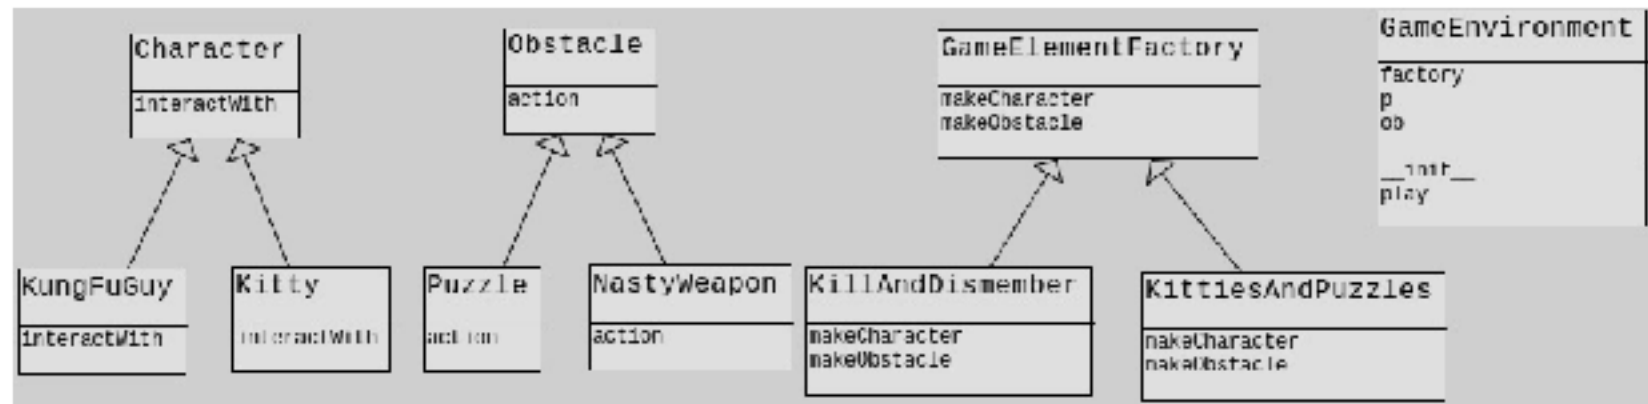 Character
interactWith
Obstacle
action
GameElementFactory
makeCharacter
makeObstacle
GameEnvironment
factory
p
ob
__init__
play
KungFuGuy
interactWith
Kitty
interactWith
Puzzle
action
NastyWeapon
action
KillAndDismember
makeCharacter
makeObstacle
KittiesAndPuzzles
makeCharacter
makeObstacle